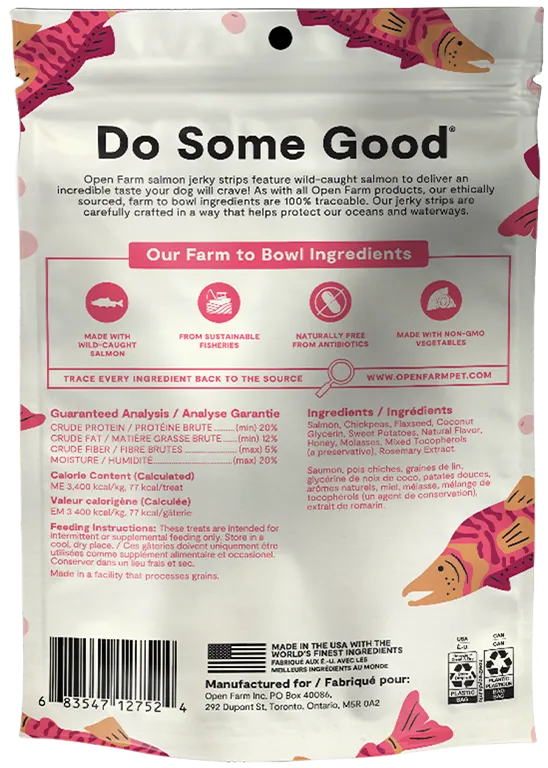 Do Some Good®
Open Farm salmon jerky strips feature wild-caught salmon to deliver an
incredible taste your dog will crave! As with all Open Farm products, our ethically
sourced, farm to bowl ingredients are 100% traceable. Our jerky strips are
carefully crafted in a way that helps protect our oceans and waterways.
Our Farm to Bowl Ingredients
MADE WITH
WILD-CAUGHT
SALMON
FROM SUSTAINABLE
FISHERIES
NATURALLY FREE
FROM ANTIBIOTICS
MADE WITH NON-GMO
VEGETABLES
TRACE EVERY INGREDIENT BACK TO THE SOURCE
WWW.OPENFARMPET.COM
Guaranteed Analysis / Analyse Garantie
CRUDE PROTEIN / PROTÉINE BRUTE ........ (min) 20%
CRUDE FAT / MATIÈRE GRASSE BRUTE ...... (min) 12%
CRUDE FIBER / FIBRE BRUTES ............ (max) 5%
MOISTURE / HUMIDITÉ ................... (max) 20%
Calorie Content (Calculated)
ME 3,400 kcal/kg, 77 kcal/treat
Valeur calorigène (Calculée)
EM 3 400 kcal/kg, 77 kcal/gâterie
Feeding Instructions: These treats are intended for
intermittent or supplemental feeding only. Store in a
cool, dry place. / Ces gâteries doivent uniquement être
utilisées comme supplément alimentaire et occasionel.
Conserver dans un lieu frais et sec.
Made in a facility that processes grains.
Ingredients / Ingrédients
Salmon, Chickpeas, Flaxseed, Coconut
Glycerin, Sweet Potatoes, Natural Flavor,
Honey, Molasses, Mixed Tocopherols
(a preservative), Rosemary Extract.
Saumon, pois chiches, graines de lin,
glycérine de noix de coco, patates douces,
arômes naturels, miel, mélasse, mélange de
tocophérols (un agent de conservation),
extrait de romarin.
6 83547 12752 4
MADE IN THE USA WITH THE
WORLD'S FINEST INGREDIENTS
FABRIQUÉ AUX É.-U. AVEC LES
MEILLEURS INGRÉDIENTS AU MONDE
Manufactured for / Fabriqué pour:
Open Farm Inc. PO Box 40086,
292 Dupont St, Toronto, Ontario, M5R 0A2
USA
É.-U.
PLASTIC
BAG
CAN
CAN
PLASTIC
PLASTIQUE
BAG
SAC